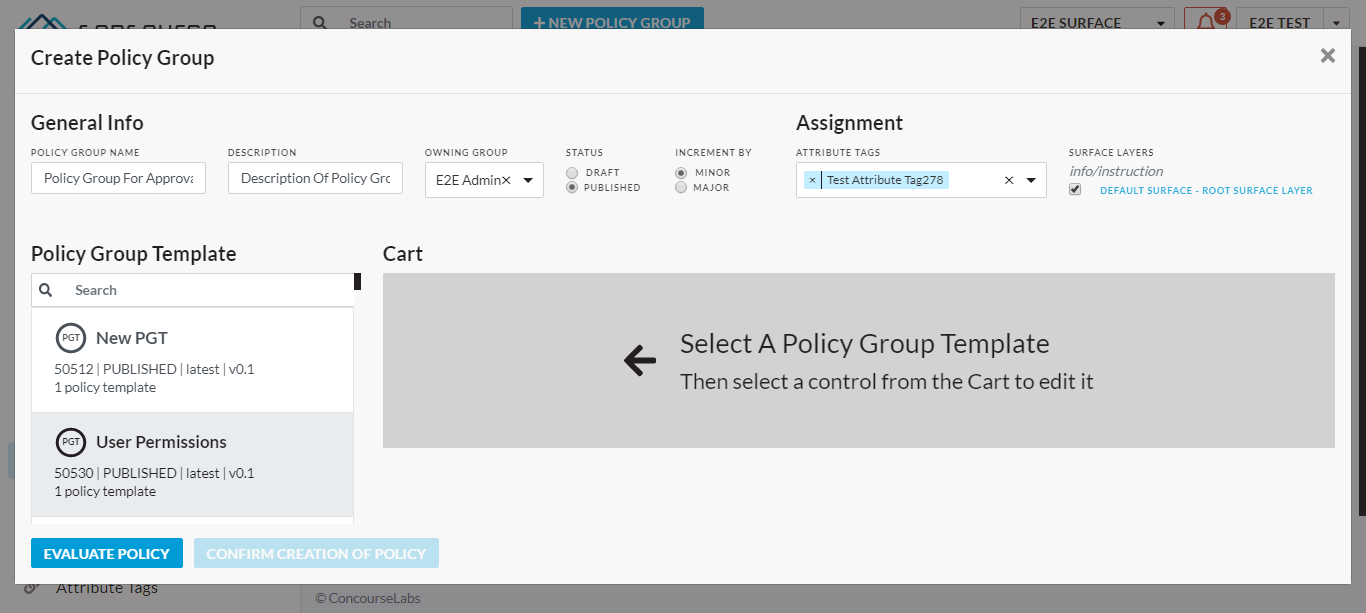 Search
+ NEW POLICY GROUP
E2E SURFACE
3
E2E TEST
Create Policy Group
×
General Info
Assignment
POLICY GROUP NAME
DESCRIPTION
OWNING GROUP
STATUS
INCREMENT BY
ATTRIBUTE TAGS
SURFACE LAYERS
Policy Group For Approva
Description Of Policy Grc
E2E Admin×
DRAFT
PUBLISHED
MINOR
MAJOR
× Test Attribute Tag278 ×
info/instruction
DEFAULT SURFACE - ROOT SURFACE LAYER
Policy Group Template
Cart
Search
PGT New PGT
50512 | PUBLISHED | latest | v0.1
1 policy template
PGT User Permissions
50530 | PUBLISHED | latest | v0.1
1 policy template
Select A Policy Group Template
Then select a control from the Cart to edit it
EVALUATE POLICY
CONFIRM CREATION OF POLICY
Attribute Tags
© ConcourseLabs